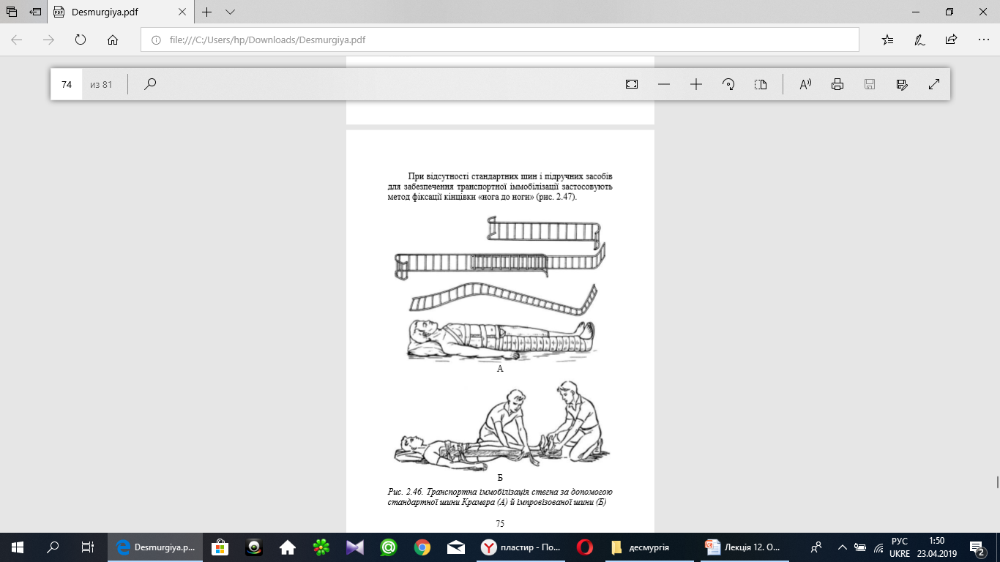 Desmurgiya.pdf
file:///C:/Users/hp/Downloads/Desmurgiya.pdf
74 из 81
При відсутності стандартних шин і підручних засобів
для забезпечення транспортної іммобілізації застосовують
метод фіксації кінцівки «нога до ноги» (рис. 2.47).
А
Б
Рис. 2.46. Транспортна іммобілізація стегна за допомогою
стандартної шини Крамера (А) й імпровізованої шини (Б)
75
Desmurgiya.p...
пластир - По...
десмургія
Лекція 12. О...
РУС
UKRE
1:50
23.04.2019
2